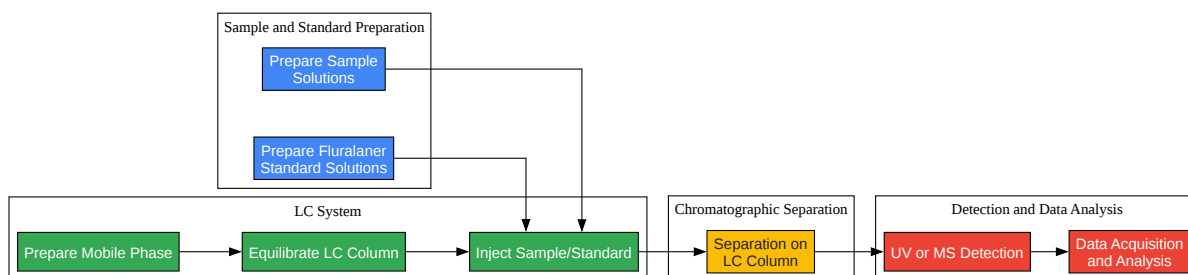 Sample and Standard Preparation
Prepare Sample
Solutions
Prepare Fluralaner
Standard Solutions
LC System
Prepare Mobile Phase
Equilibrate LC Column
Inject Sample/Standard
Chromatographic Separation
Separation on
LC Column
Detection and Data Analysis
UV or MS Detection
Data Acquisition
and Analysis